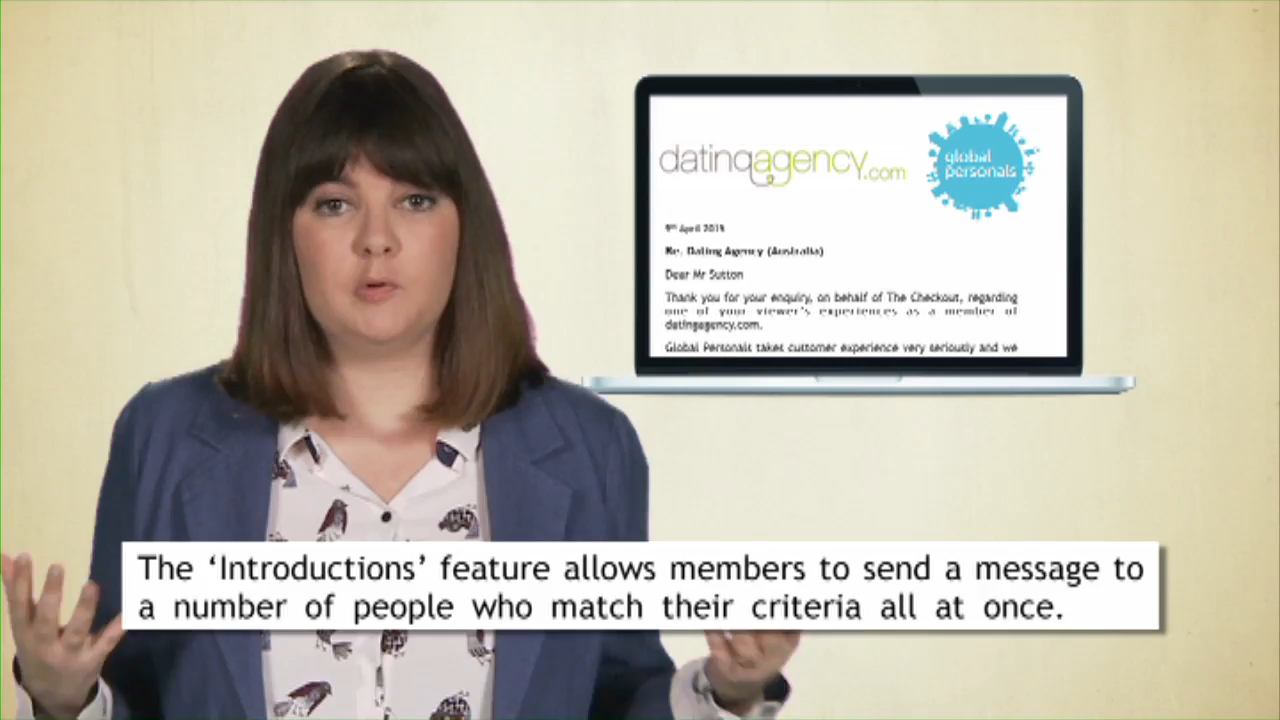 datingagency.com
global
personals
9th April 2015
Re: Dating Agency (Australia)
Dear Mr Sutton
Thank you for your enquiry, on behalf of The Checkout, regarding
one of your viewer's experiences as a member of
datingagency.com.
Global Personals takes customer experience very seriously and we
The ‘Introductions’ feature allows members to send a message to
a number of people who match their criteria all at once.